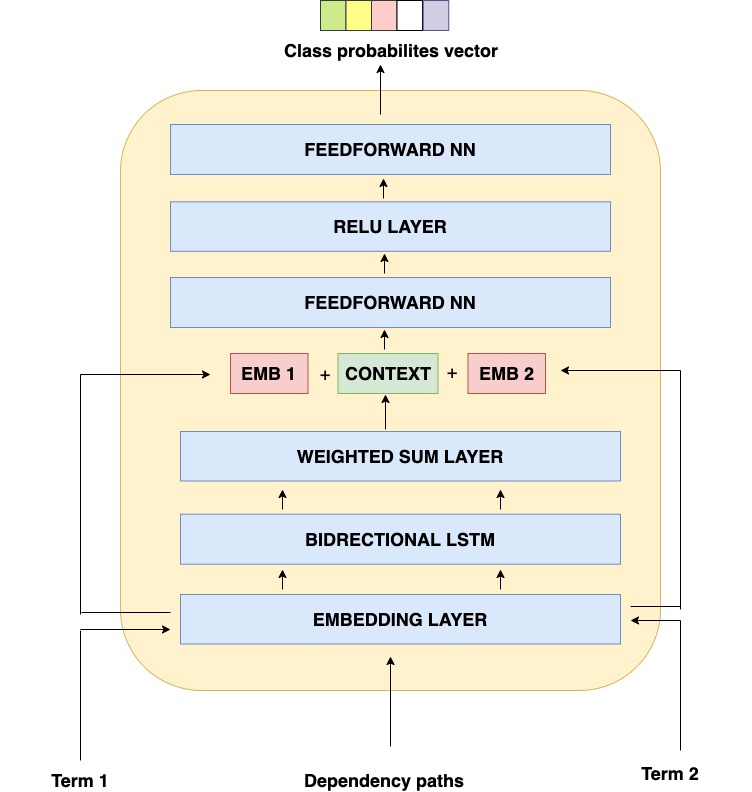 Class probabilites vector
FEEDFORWARD NN
RELU LAYER
FEEDFORWARD NN
EMB 1 + CONTEXT + EMB 2
WEIGHTED SUM LAYER
BIDRECTIONAL LSTM
EMBEDDING LAYER
Term 1 Dependency paths Term 2